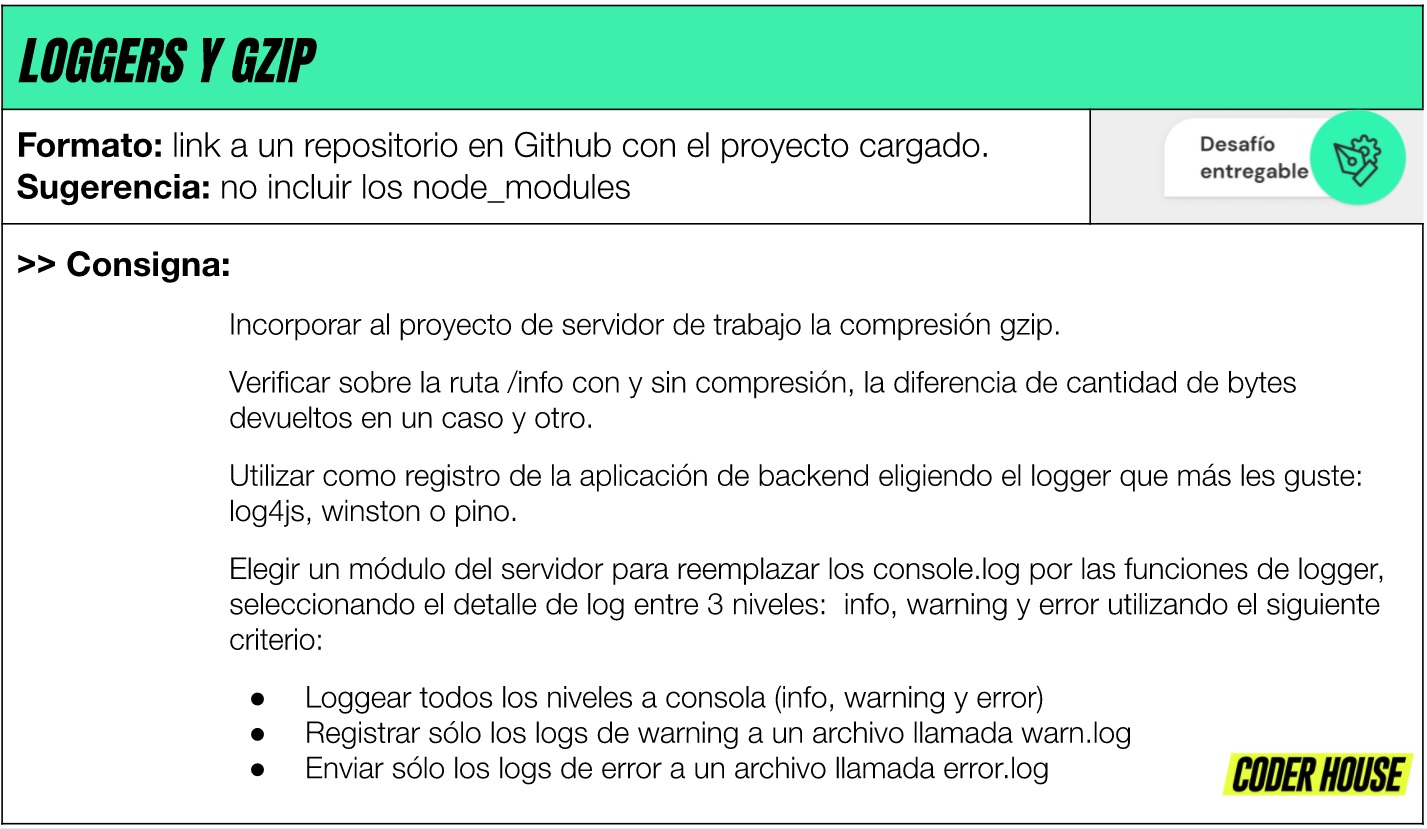 LOGGERS Y GZIP
Formato: link a un repositorio en Github con el proyecto cargado.
Sugerencia: no incluir los node_modules
Desafío
entregable
>> Consigna:
Incorporar al proyecto de servidor de trabajo la compresión gzip.
Verificar sobre la ruta /info con y sin compresión, la diferencia de cantidad de bytes
devueltos en un caso y otro.
Utilizar como registro de la aplicación de backend eligiendo el logger que más les guste:
log4js, winston o pino.
Elegir un módulo del servidor para reemplazar los console.log por las funciones de logger,
seleccionando el detalle de log entre 3 niveles:  info, warning y error utilizando el siguiente
criterio:
● Loggear todos los niveles a consola (info, warning y error)
● Registrar sólo los logs de warning a un archivo llamada warn.log
● Enviar sólo los logs de error a un archivo llamada error.log
CODER HOUSE